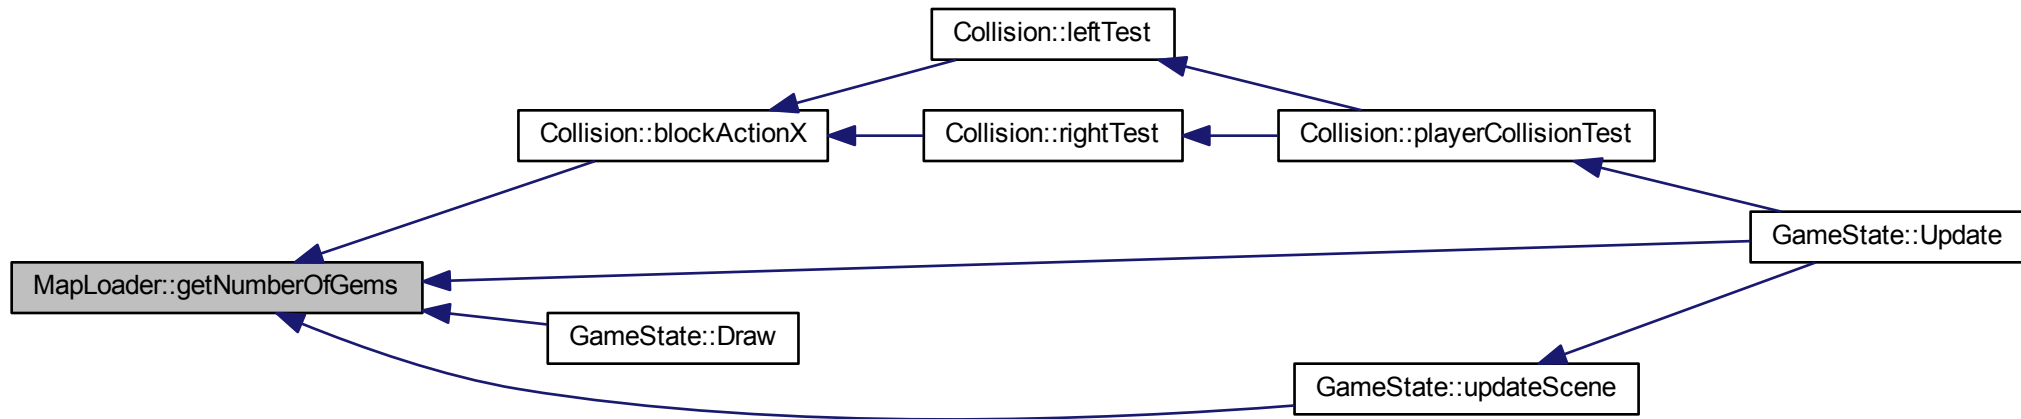 Collision::leftTest
Collision::blockActionX
Collision::rightTest
Collision::playerCollisionTest
GameState::Update
MapLoader::getNumberOfGems
GameState::Draw
GameState::updateScene